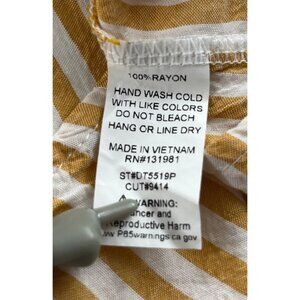 100% RAYON
HAND WASH COLD
WITH LIKE COLORS
DO NOT BLEACH
HANG OR LINE DRY
MADE IN VIETNAM
RN#131981
ST#DT5519P
CUT#9414
WARNING:
Cancer and
Reproductive Harm
www.P65warnings.ca.gov